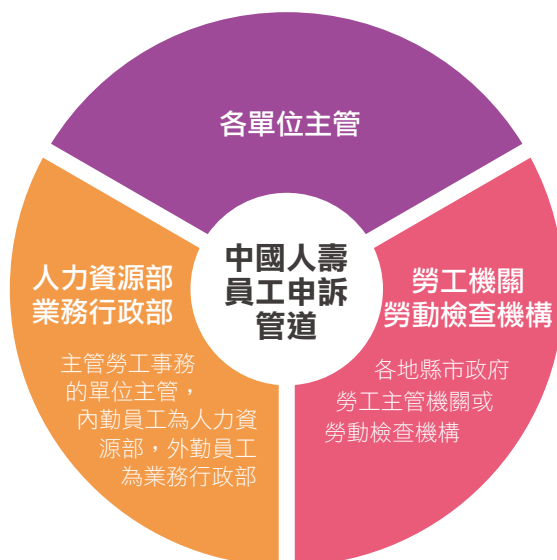 各單位主管
中國人壽
員工申訴
管道
人力資源部
業務行政部
主管勞工事務
的單位主管，
內勤員工為人力資
源部，外勤員工
為業務行政部
勞工機關
勞動檢查機構
各地縣市政府
勞工主管機關或
勞動檢查機構